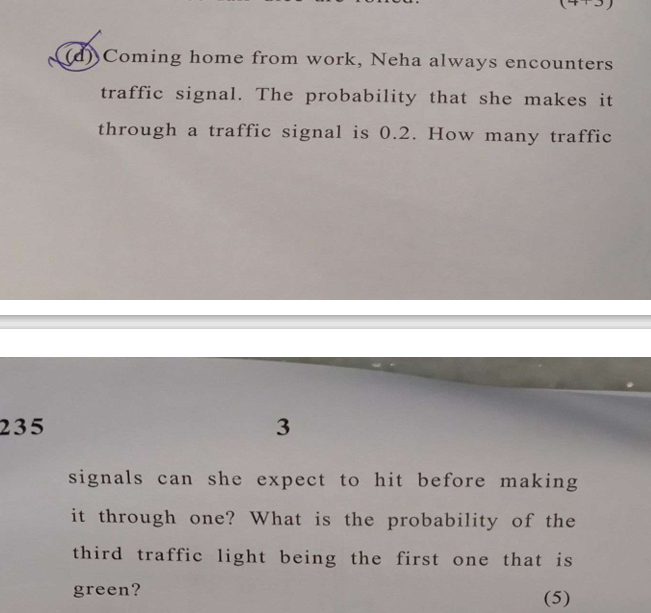 (4+3)
(d) Coming home from work, Neha always encounters
traffic signal. The probability that she makes it
through a traffic signal is 0.2. How many traffic
235 3
signals can she expect to hit before making
it through one? What is the probability of the
third traffic light being the first one that is
green?
(5)